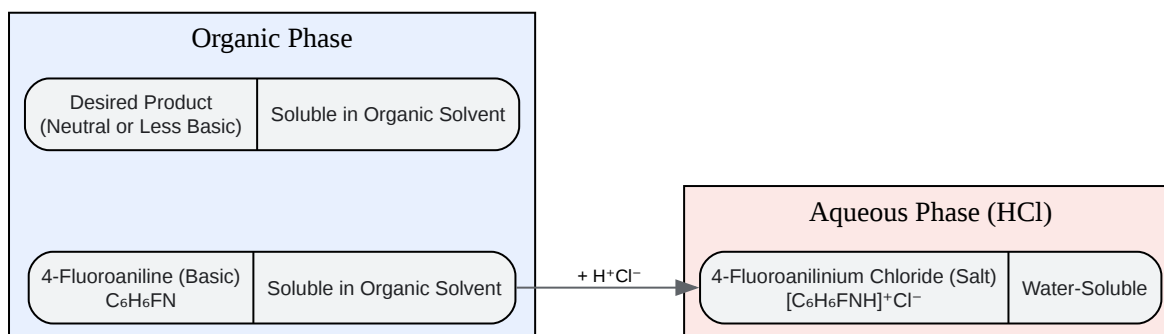 Organic Phase
Desired Product
(Neutral or Less Basic)
Soluble in Organic Solvent
4-Fluoroaniline (Basic)
C₆H₆FN
Soluble in Organic Solvent
+ H⁺Cl⁻
Aqueous Phase (HCl)
4-Fluoroanilinium Chloride (Salt)
[C₆H₆FNH]⁺Cl⁻
Water-Soluble